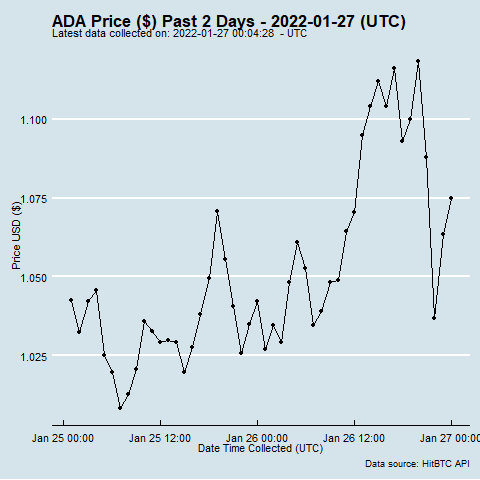 ADA Price ($) Past 2 Days - 2022-01-27 (UTC)
Latest data collected on: 2022-01-27 00:04:28 - UTC
1.100
1.075
1.050
1.025
Price USD ($)
Jan 25 00:00 Jan 25 12:00 Jan 26 00:00 Jan 26 12:00 Jan 27 00:00
Date Time Collected (UTC)
Data source: HitBTC API